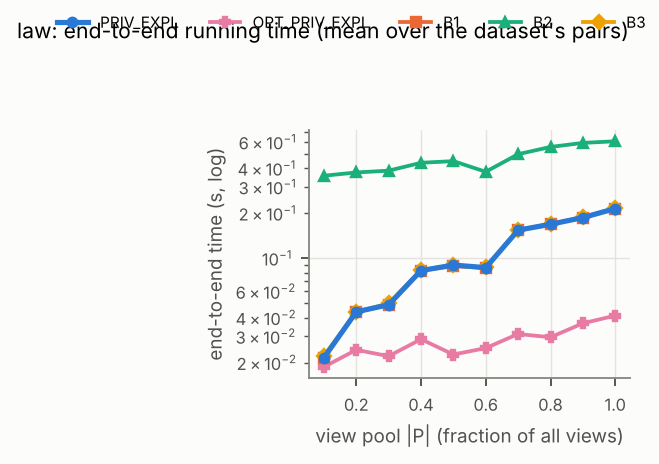 PRIV_EXPL OPT_PRIV_EXPL B1 B2 B3
law: end-to-end running time (mean over the dataset's pairs)
end-to-end time (s, log)
6 × 10⁻¹
4 × 10⁻¹
3 × 10⁻¹
2 × 10⁻¹
10⁻¹
6 × 10⁻²
4 × 10⁻²
3 × 10⁻²
2 × 10⁻²
0.2 0.4 0.6 0.8 1.0
view pool |P| (fraction of all views)